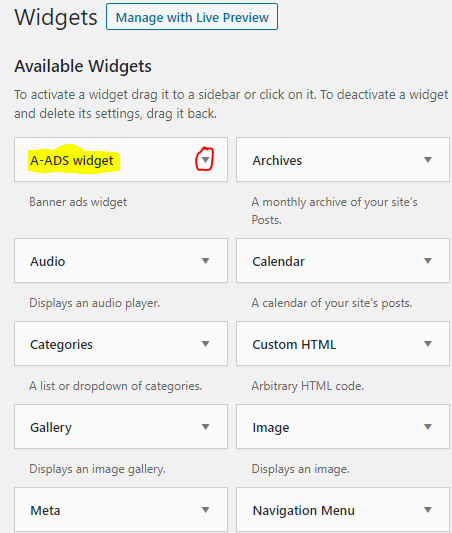 Widgets Manage with Live Preview
Available Widgets
To activate a widget drag it to a sidebar or click on it. To deactivate a widget
and delete its settings, drag it back.
A-ADS widget
Archives
Banner ads widget
A monthly archive of your site's
Posts.
Audio
Calendar
Displays an audio player.
A calendar of your site's posts.
Categories
Custom HTML
A list or dropdown of categories.
Arbitrary HTML code.
Gallery
Image
Displays an image gallery.
Displays an image.
Meta
Navigation Menu